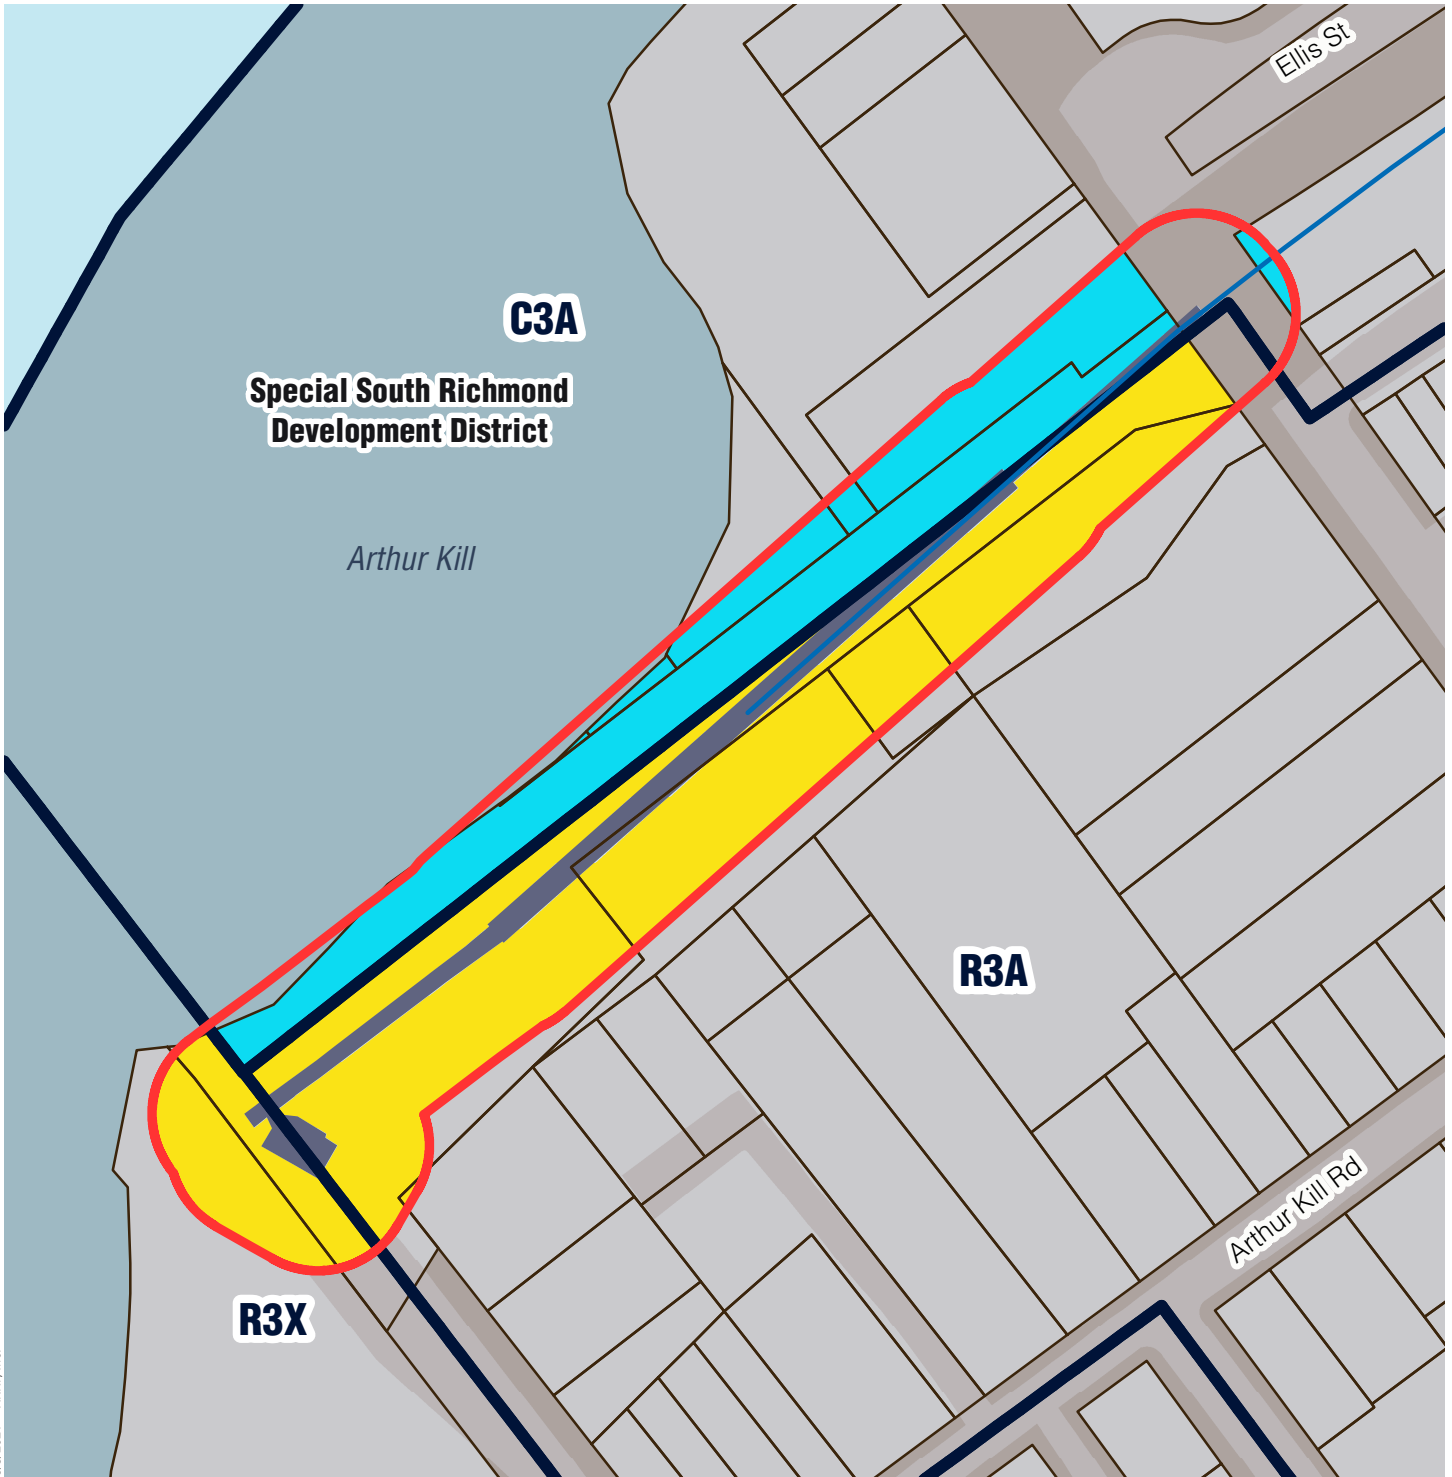 Ellis St
C3A
Special South Richmond
Development District
Arthur Kill
R3A
Arthur Kill Rd
R3X